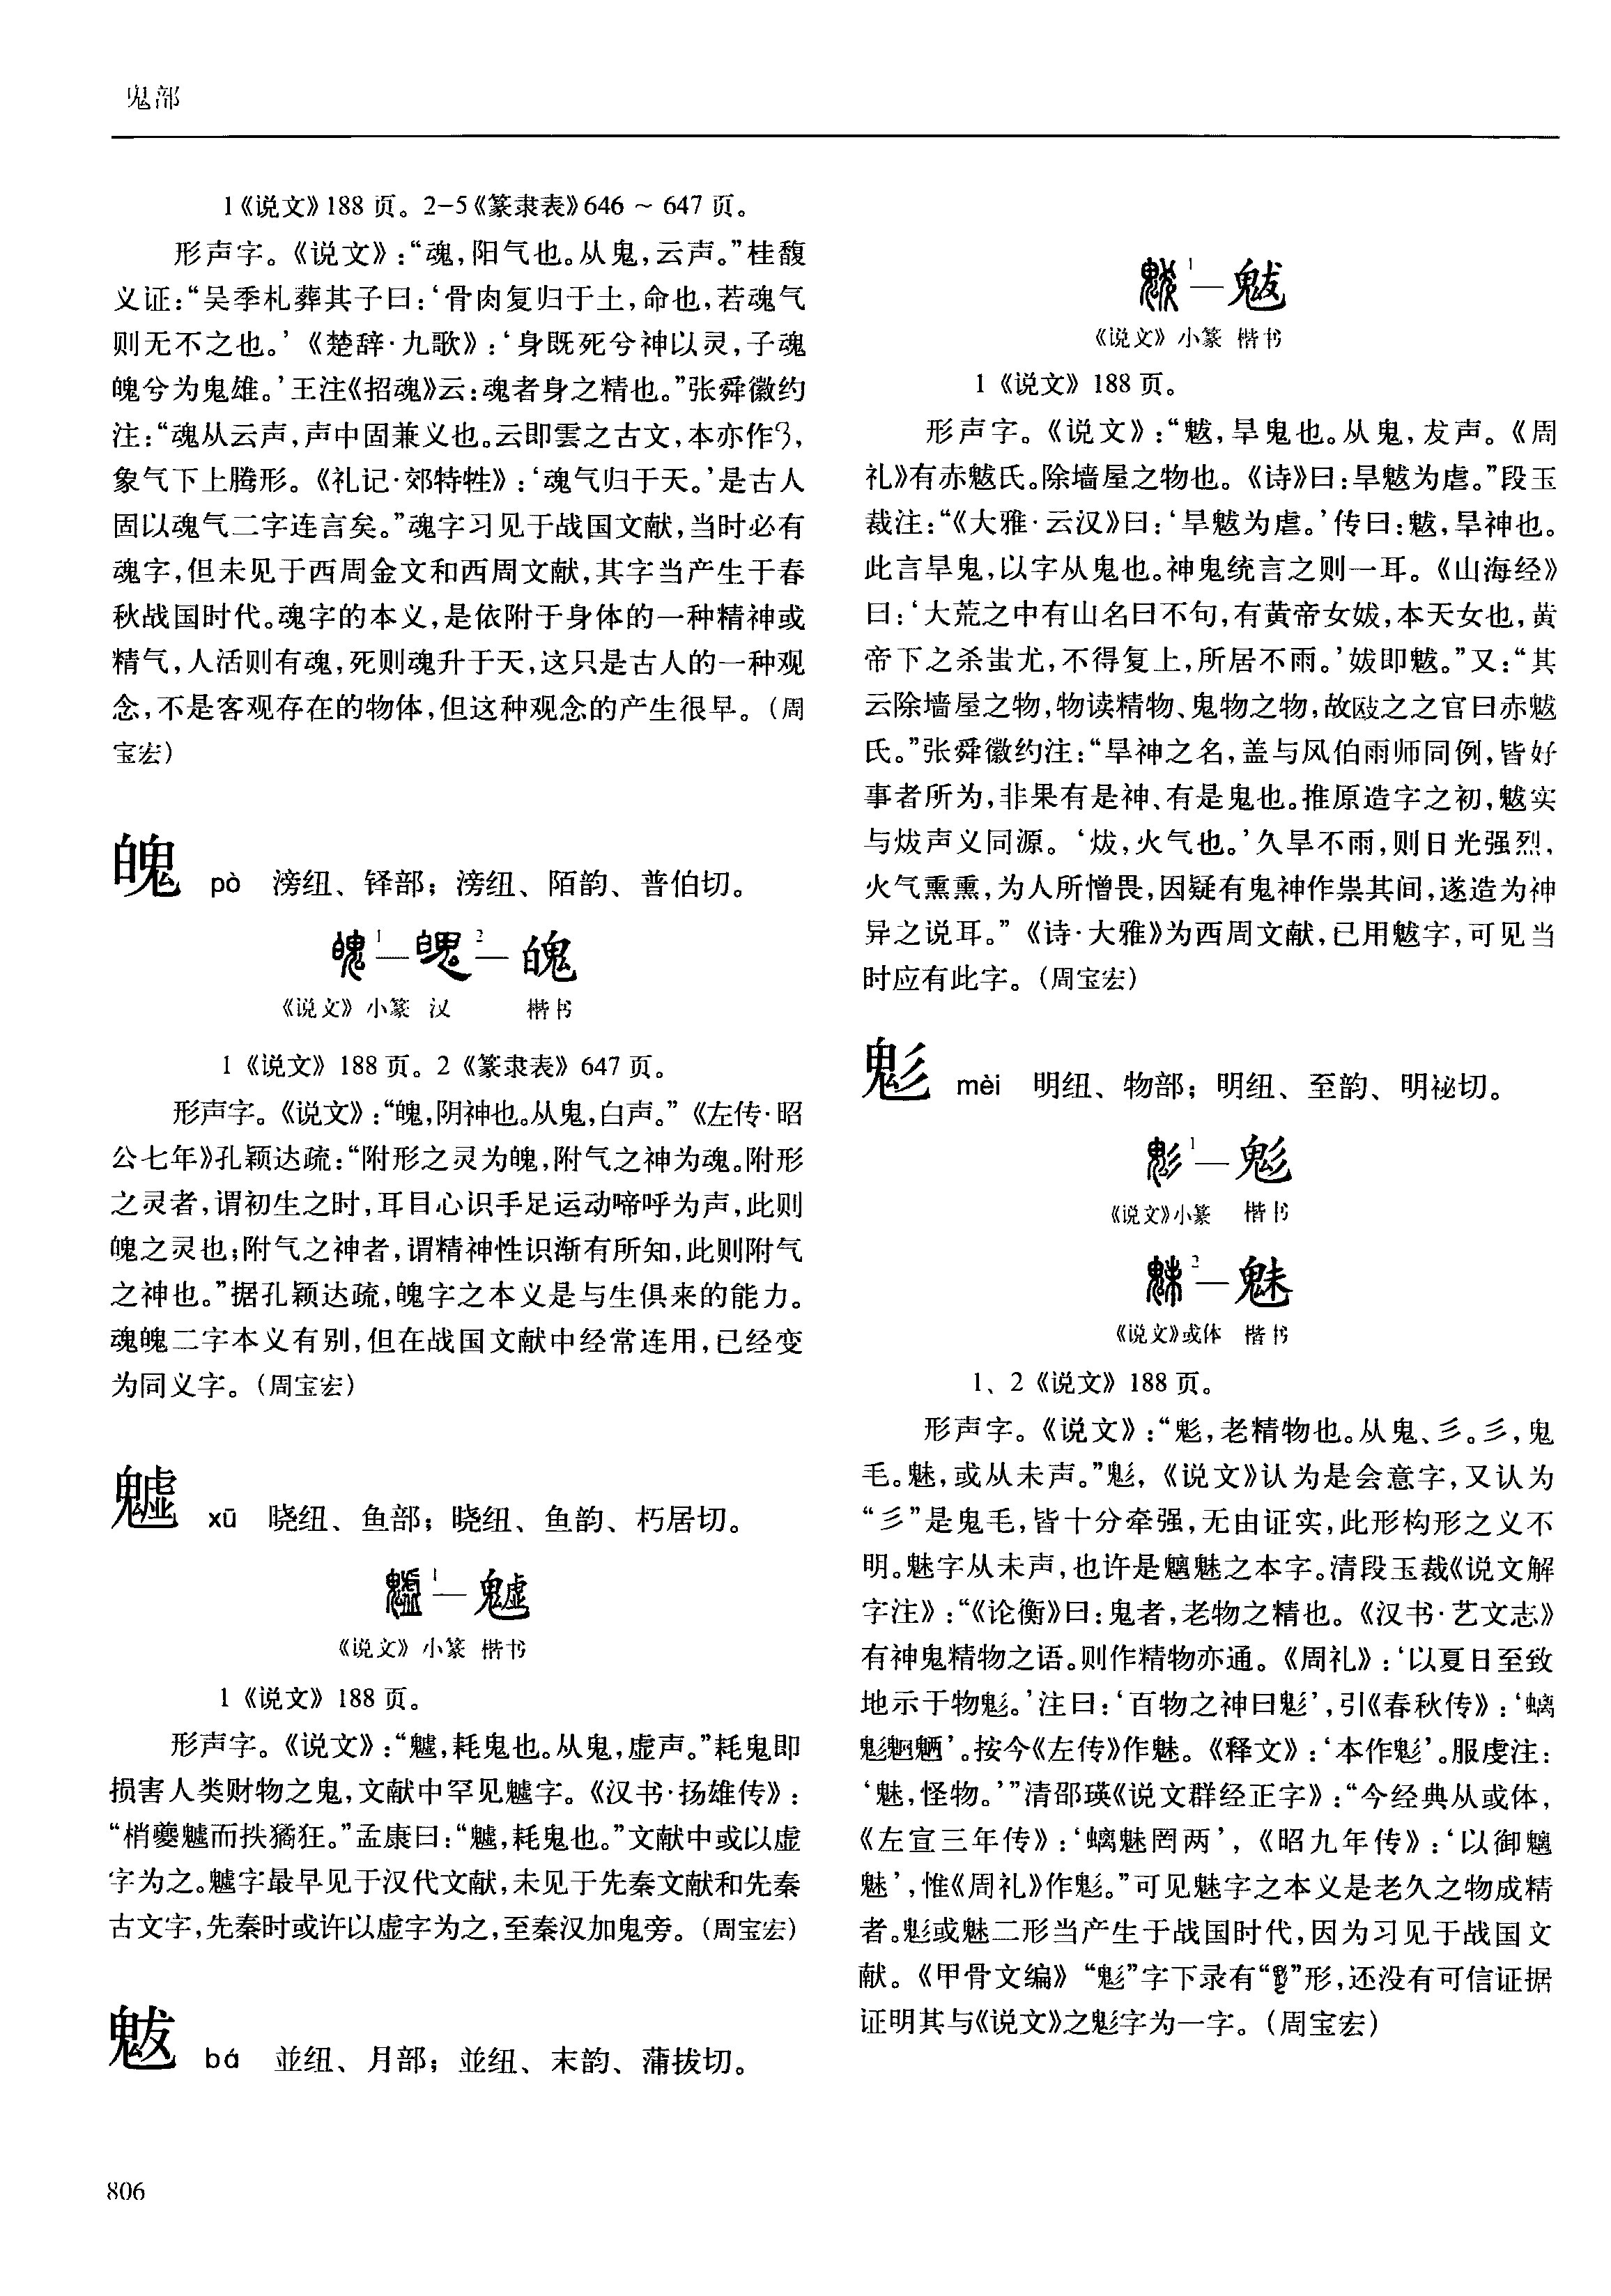 鬼部
1《说文》188 页。2-5《篆隶表》646 ~ 647 页。
形声字。《说文》:“魂,阳气也。从鬼,云声。”桂馥
义证:“吴季札葬其子曰:‘骨肉复归于土,命也,若魂气
则无不之也。’《楚辞·九歌》:‘身既死兮神以灵,子魂
魄兮为鬼雄。’王注《招魂》云:魂者身之精也。”张舜徽约
注:“魂从云声,声中固兼义也。云即雲之古文,本亦作,
象气下上腾形。《礼记·郊特牲》:‘魂气归于天。’是古人
固以魂气二字连言矣。”魂字习见于战国文献,当时必有
魂字,但未见于西周金文和西周文献,其字当产生于春
秋战国时代。魂字的本义,是依附于身体的一种精神或
精气,人活则有魂,死则魂升于天,这只是古人的一种观
念,不是客观存在的物体,但这种观念的产生很早。(周
宝宏)
魄 pò 滂纽、铎部;滂纽、陌韵、普伯切。
魄1—魄2—魄
《说文》小篆 汉 楷书
1《说文》188 页。2《篆隶表》647 页。
形声字。《说文》:“魄,阴神也。从鬼,白声。”《左传·昭
公七年》孔颖达疏:“附形之灵为魄,附气之神为魂。附形
之灵者,谓初生之时,耳目心识手足运动啼呼为声,此则
魄之灵也;附气之神者,谓精神性识渐有所知,此则附气
之神也。”据孔颖达疏,魄字之本义是与生俱来的能力。
魂魄二字本义有别,但在战国文献中经常连用,已经变
为同义字。(周宝宏)
魖 xū 晓纽、鱼部;晓纽、鱼韵、朽居切。
魖1—魖
《说文》小篆 楷书
1《说文》188 页。
形声字。《说文》:“魖,耗鬼也。从鬼,虚声。”耗鬼即
损害人类财物之鬼,文献中罕见魖字。《汉书·扬雄传》:
“梢夔魖而抶獝狂。”孟康曰:“魖,耗鬼也。”文献中或以虚
字为之。魖字最早见于汉代文献,未见于先秦文献和先秦
古文字,先秦时或许以虚字为之,至秦汉加鬼旁。(周宝宏)
魃 bá 並纽、月部;並纽、末韵、蒲拔切。
魃1—魃
《说文》小篆 楷书
1《说文》188 页。
形声字。《说文》:“魃,旱鬼也。从鬼,犮声。《周
礼》有赤魃氏。除墙屋之物也。《诗》曰:旱魃为虐。”段玉
裁注:“《大雅·云汉》曰:‘旱魃为虐。’传曰:魃,旱神也。
此言旱鬼,以字从鬼也。神鬼统言之则一耳。《山海经》
曰:‘大荒之中有山名曰不句,有黄帝女妭,本天女也,黄
帝下之杀蚩尤,不得复上,所居不雨。’妭即魃。”又:“其
云除墙屋之物,物读精物、鬼物之物,故敺之之官曰赤魃
氏。”张舜徽约注:“旱神之名,盖与风伯雨师同例,皆好
事者所为,非果有是神、有是鬼也。推原造字之初,魃实
与炦声义同源。‘炦,火气也。’久旱不雨,则日光强烈,
火气熏熏,为人所憎畏,因疑有鬼神作祟其间,遂造为神
异之说耳。”《诗·大雅》为西周文献,已用魃字,可见当
时应有此字。(周宝宏)
鬽 mèi 明纽、物部;明纽、至韵、明祕切。
鬽1—鬽
《说文》小篆 楷书
魅2—魅
《说文》或体 楷书
1、2《说文》188 页。
形声字。《说文》:“鬽,老精物也。从鬼、彡。彡,鬼
毛。魅,或从未声。”鬽,《说文》认为是会意字,又认为
“彡”是鬼毛,皆十分牵强,无由证实,此形构形之义不
明。魅字从未声,也许是魑魅之本字。清段玉裁《说文解
字注》:“《论衡》曰:鬼者,老物之精也。《汉书·艺文志》
有神鬼精物之语。则作精物亦通。《周礼》:‘以夏日至致
地示于物鬽。’注曰:‘百物之神曰鬽’,引《春秋传》:‘螭
鬽魍魉’。按今《左传》作魅。《释文》:‘本作鬽’。服虔注:
‘魅,怪物。’”清邵瑛《说文群经正字》:“今经典从或体,
《左宣三年传》:‘螭魅罔两’,《昭九年传》:‘以御魑
魅’,惟《周礼》作鬽。”可见魅字之本义是老久之物成精
者。鬽或魅二形当产生于战国时代,因为习见于战国文
献。《甲骨文编》“鬽”字下录有“”形,还没有可信证据
证明其与《说文》之鬽字为一字。(周宝宏)
806